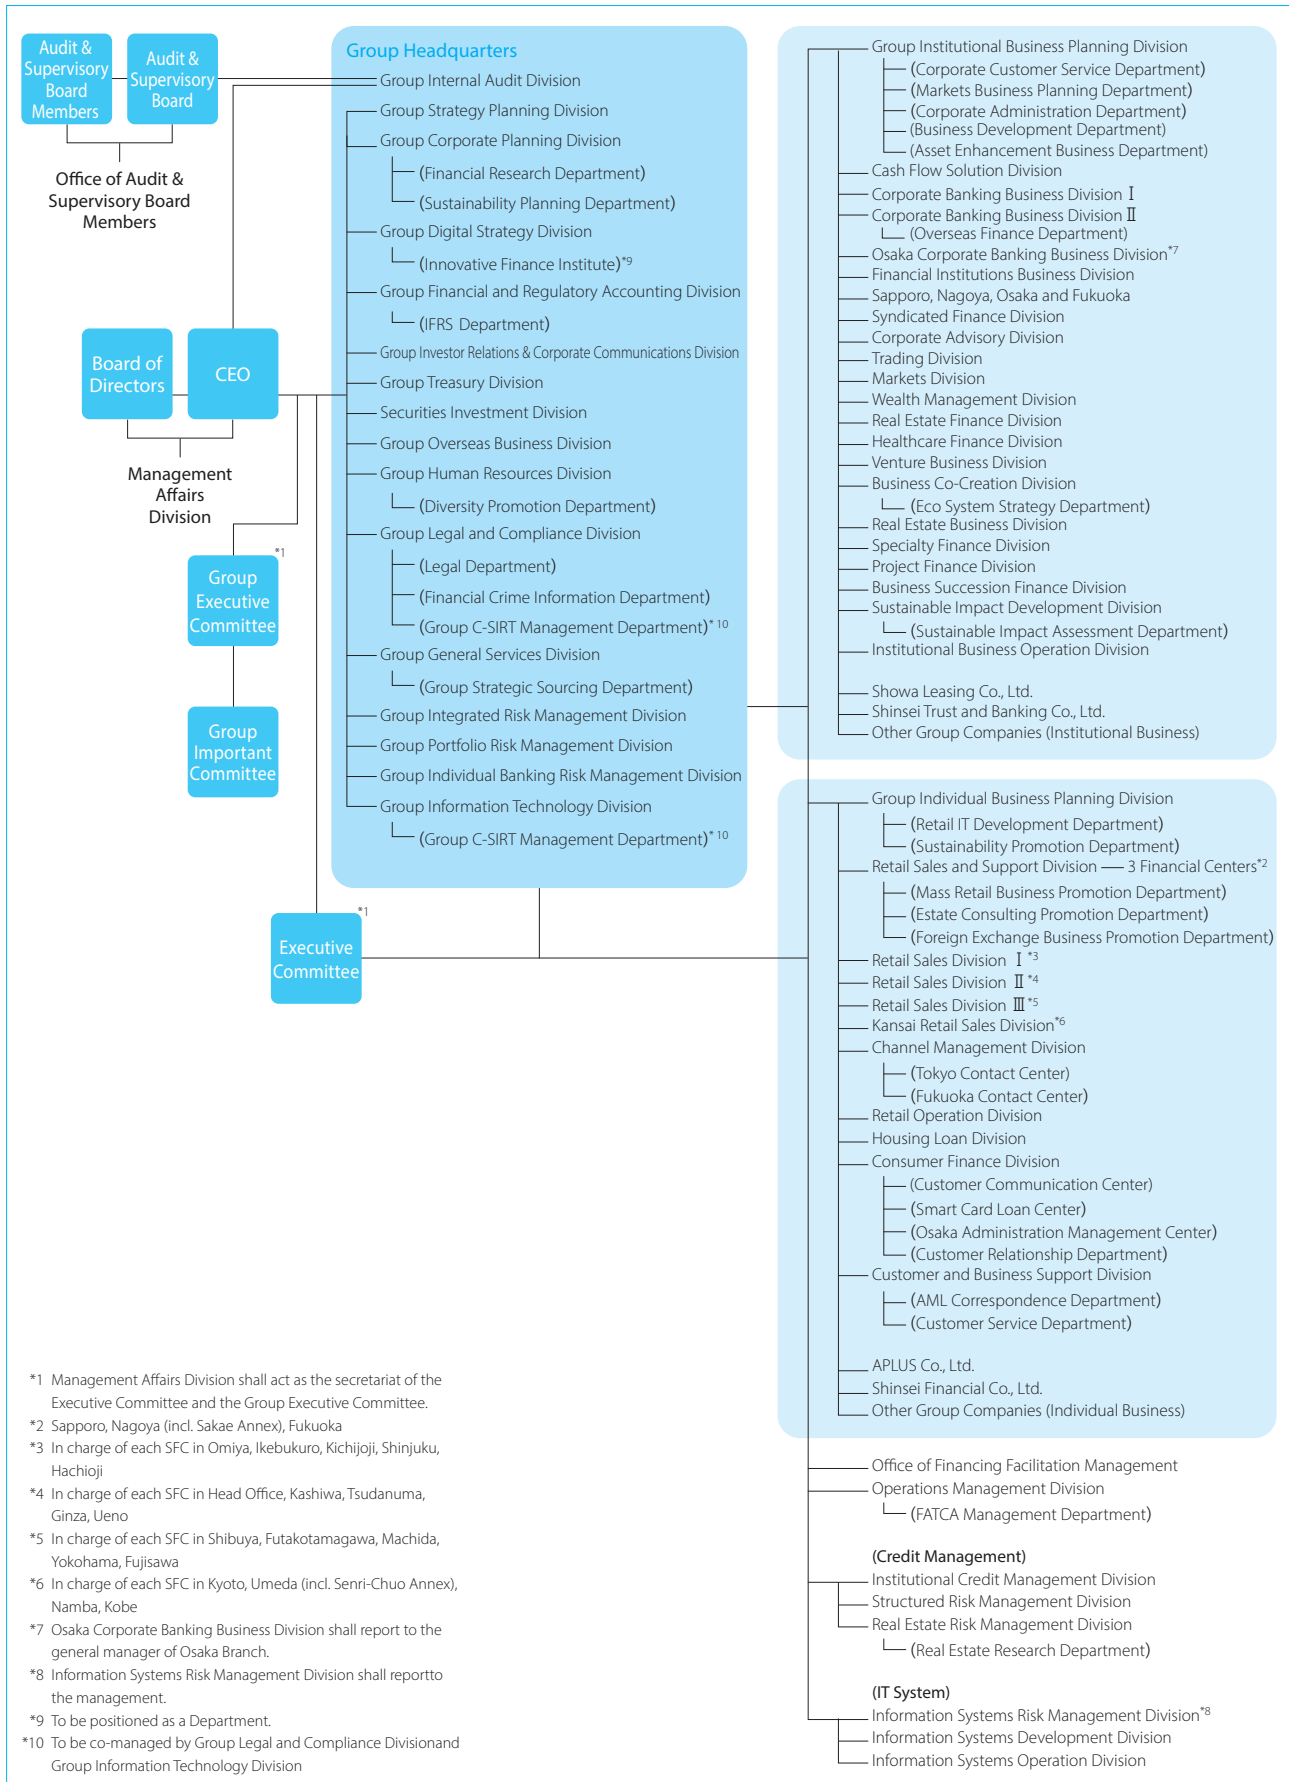 Audit &
Supervisory
Board
Members
Audit &
Supervisory
Board
Office of Audit &
Supervisory Board
Members
Board of
Directors
CEO
Management
Affairs
Division
*1
Group
Executive
Committee
Group
Important
Committee
*1
Executive
Committee
Group Headquarters
Group Internal Audit Division
Group Strategy Planning Division
Group Corporate Planning Division
(Financial Research Department)
(Sustainability Planning Department)
Group Digital Strategy Division
(Innovative Finance Institute)*9
Group Financial and Regulatory Accounting Division
(IFRS Department)
Group Investor Relations & Corporate Communications Division
Group Treasury Division
Securities Investment Division
Group Overseas Business Division
Group Human Resources Division
(Diversity Promotion Department)
Group Legal and Compliance Division
(Legal Department)
(Financial Crime Information Department)
(Group C-SIRT Management Department)*10
Group General Services Division
(Group Strategic Sourcing Department)
Group Integrated Risk Management Division
Group Portfolio Risk Management Division
Group Individual Banking Risk Management Division
Group Information Technology Division
(Group C-SIRT Management Department)*10
Group Institutional Business Planning Division
(Corporate Customer Service Department)
(Markets Business Planning Department)
(Corporate Administration Department)
(Business Development Department)
(Asset Enhancement Business Department)
Cash Flow Solution Division
Corporate Banking Business Division Ⅰ
Corporate Banking Business Division Ⅱ
(Overseas Finance Department)
Osaka Corporate Banking Business Division*7
Financial Institutions Business Division
Sapporo, Nagoya, Osaka and Fukuoka
Syndicated Finance Division
Corporate Advisory Division
Trading Division
Markets Division
Wealth Management Division
Real Estate Finance Division
Healthcare Finance Division
Venture Business Division
Business Co-Creation Division
(Eco System Strategy Department)
Real Estate Business Division
Specialty Finance Division
Project Finance Division
Business Succession Finance Division
Sustainable Impact Development Division
(Sustainable Impact Assessment Department)
Institutional Business Operation Division
Showa Leasing Co., Ltd.
Shinsei Trust and Banking Co., Ltd.
Other Group Companies (Institutional Business)
Group Individual Business Planning Division
(Retail IT Development Department)
(Sustainability Promotion Department)
Retail Sales and Support Division — 3 Financial Centers*2
(Mass Retail Business Promotion Department)
(Estate Consulting Promotion Department)
(Foreign Exchange Business Promotion Department)
Retail Sales Division Ⅰ *3
Retail Sales Division Ⅱ *4
Retail Sales Division Ⅲ *5
Kansai Retail Sales Division*6
Channel Management Division
(Tokyo Contact Center)
(Fukuoka Contact Center)
Retail Operation Division
Housing Loan Division
Consumer Finance Division
(Customer Communication Center)
(Smart Card Loan Center)
(Osaka Administration Management Center)
(Customer Relationship Department)
Customer and Business Support Division
(AML Correspondence Department)
(Customer Service Department)
APLUS Co., Ltd.
Shinsei Financial Co., Ltd.
Other Group Companies (Individual Business)
Office of Financing Facilitation Management
Operations Management Division
(FATCA Management Department)
(Credit Management)
Institutional Credit Management Division
Structured Risk Management Division
Real Estate Risk Management Division
(Real Estate Research Department)
(IT System)
Information Systems Risk Management Division*8
Information Systems Development Division
Information Systems Operation Division
*1 Management Affairs Division shall act as the secretariat of the
Executive Committee and the Group Executive Committee.
*2 Sapporo, Nagoya (incl. Sakae Annex), Fukuoka
*3 In charge of each SFC in Omiya, Ikebukuro, Kichijoji, Shinjuku,
Hachioji
*4 In charge of each SFC in Head Office, Kashiwa, Tsudanuma,
Ginza, Ueno
*5 In charge of each SFC in Shibuya, Futakotamagawa, Machida,
Yokohama, Fujisawa
*6 In charge of each SFC in Kyoto, Umeda (incl. Senri-Chuo Annex),
Namba, Kobe
*7 Osaka Corporate Banking Business Division shall report to the
general manager of Osaka Branch.
*8 Information Systems Risk Management Division shall reportto
the management.
*9 To be positioned as a Department.
*10 To be co-managed by Group Legal and Compliance Divisionand
Group Information Technology Division